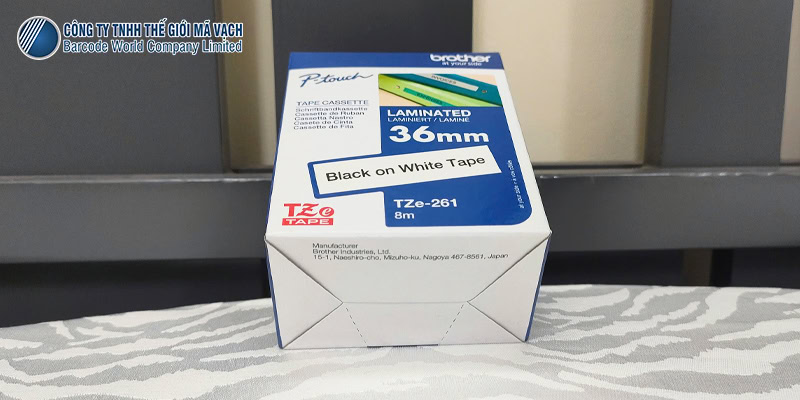 CÔNG TY TNHH THẾ GIỚI MÃ VẠCH
Barcode World Company Limited
brother
at your side
P-touch
TAPE CASSETTE
Schriftbandkassette
Cassette de Ruban
Cassetta Nastro
Casete de Cinta
Cassette de Fita
LAMINATED
LAMINIERT / LAMINÉ
36mm
Black on White Tape
TZe-261
8m
TZe
TAPE
Manufacturer
Brother Industries, Ltd.
15-1, Naeshiro-cho, Mizuho-ku, Nagoya 467-8561, Japan